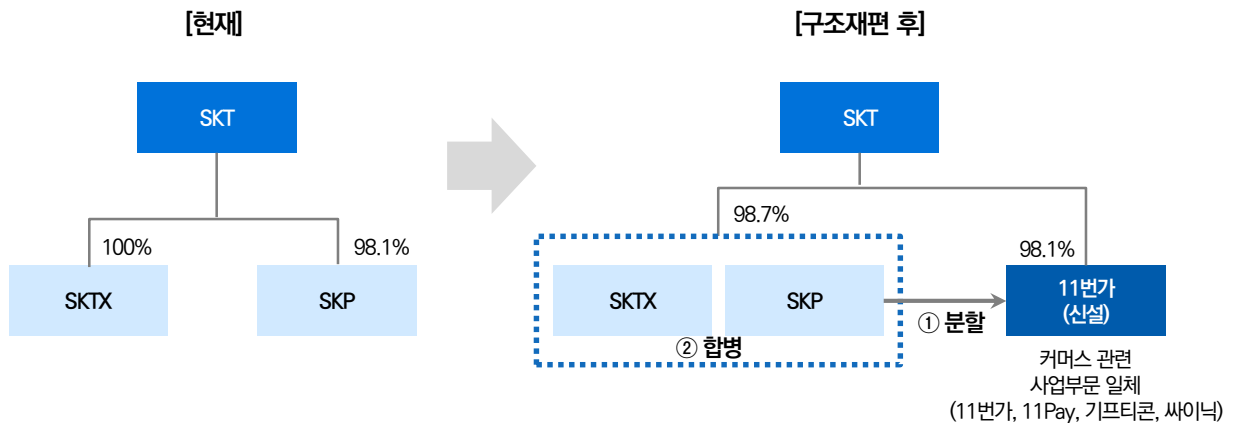 [현재]
SKT
100%
98.1%
SKTX
SKP
[구조재편 후]
SKT
98.7%
98.1%
SKTX
SKP
② 합병
① 분할
11번가
(신설)
커머스 관련
사업부문 일체
(11번가, 11Pay, 기프티콘, 싸이닉)